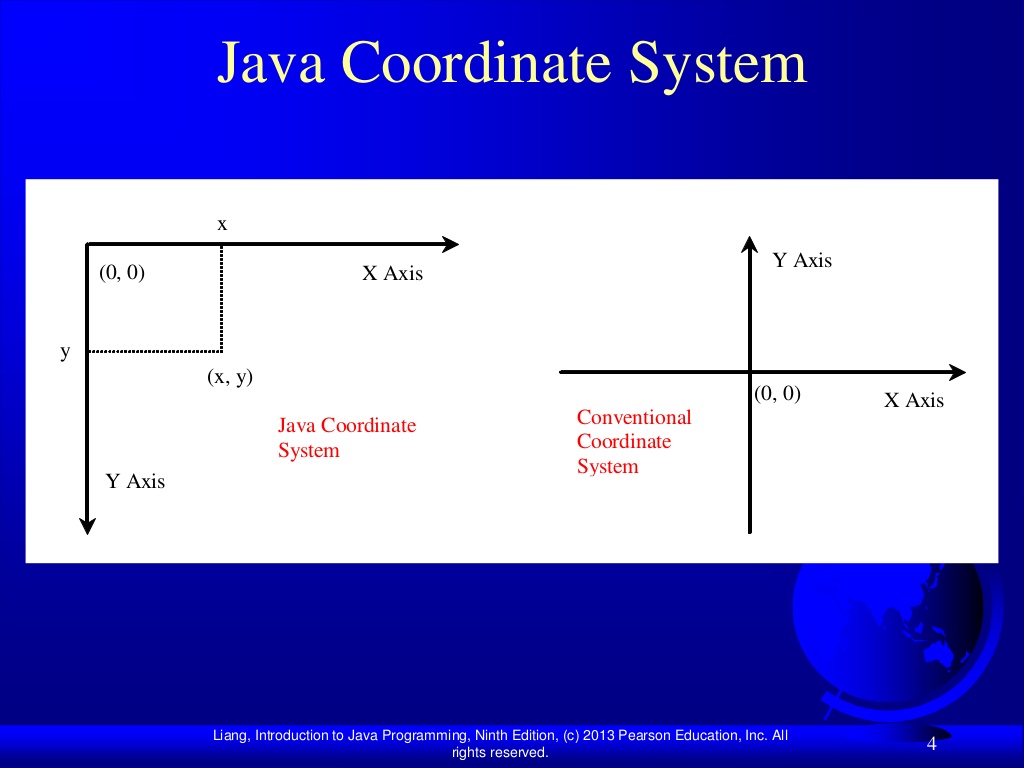 Java Coordinate System
x
(0, 0)
X Axis
y
(x, y)
Java Coordinate
System
Y Axis
Y Axis
(0, 0)
X Axis
Conventional
Coordinate
System
Liang, Introduction to Java Programming, Ninth Edition, (c) 2013 Pearson Education, Inc. All
rights reserved.
4